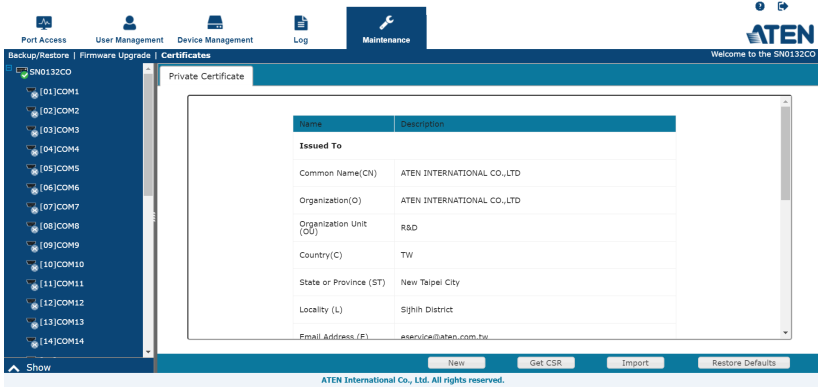 Port Access
User Management
Device Management
Log
Maintenance
ATEN
Backup/Restore | Firmware Upgrade | Certificates
Welcome to the SN0132CO
SN0132CO
[01]COM1
[02]COM2
[03]COM3
[04]COM4
[05]COM5
[06]COM6
[07]COM7
[08]COM8
[09]COM9
[10]COM10
[11]COM11
[12]COM12
[13]COM13
[14]COM14
Show
Private Certificate
Name Description
Issued To
Common Name(CN) ATEN INTERNATIONAL CO.,LTD
Organization(O) ATEN INTERNATIONAL CO.,LTD
Organization Unit
(OU) R&D
Country(C) TW
State or Province (ST) New Taipei City
Locality (L) Sijhih District
Email Address (E) eservice@aten.com.tw
New Get CSR Import Restore Defaults
ATEN International Co., Ltd. All rights reserved.